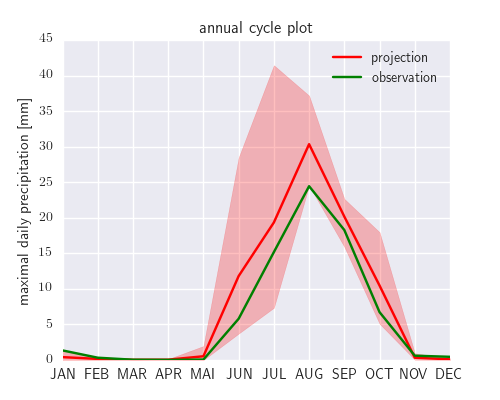 annual cycle plot
maximal daily precipitation [mm]
45
40
35
30
25
20
15
10
5
0
projection
observation
JAN FEB MAR APR MAI JUN JUL AUG SEP OCT NOV DEC